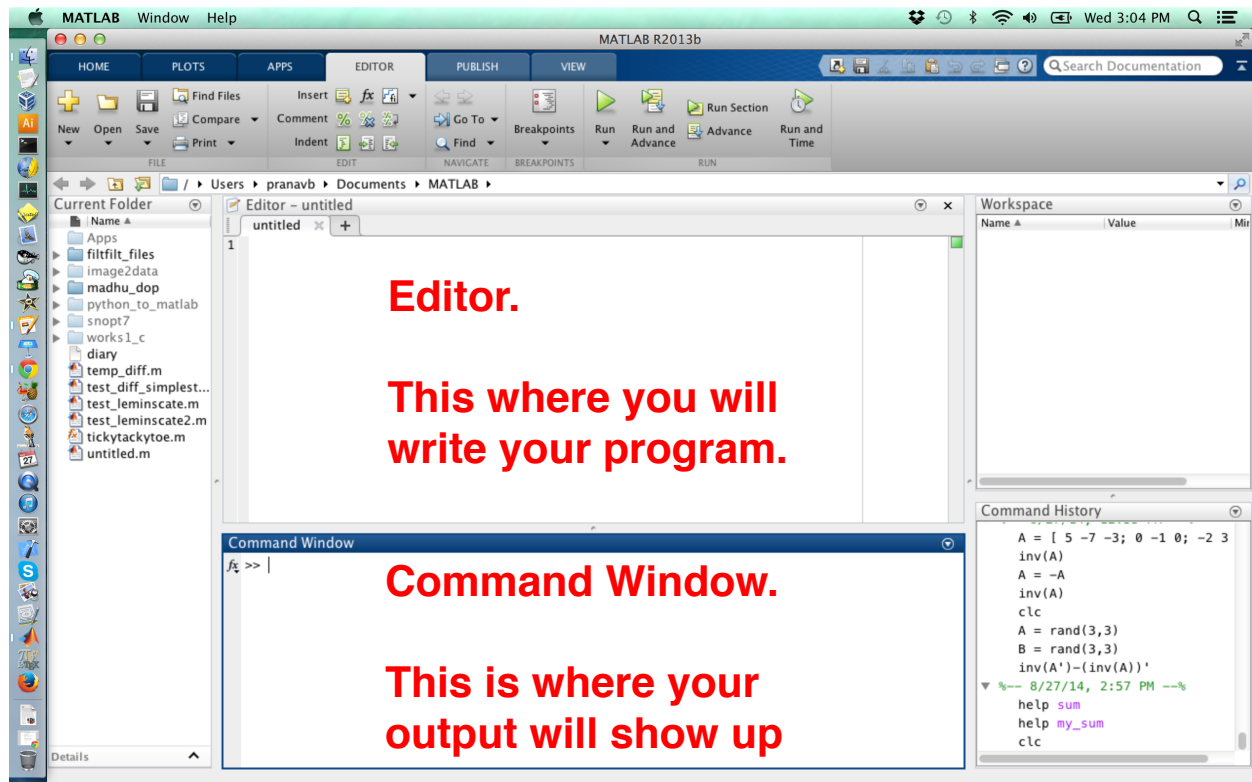 MATLAB Window Help
Wed 3:04 PM
MATLAB R2013b
HOME PLOTS APPS EDITOR PUBLISH VIEW
Search Documentation
New Open Save
Find Files
Compare
Print
FILE
Insert fx
Comment %
Indent
EDIT
Go To
Find
NAVIGATE
Breakpoints
BREAKPOINTS
Run
Run and Advance
Run Section
Advance
Run and Time
RUN
/ Users pranavb Documents MATLAB
Current Folder
Name
Apps
filtfilt_files
image2data
madhu_dop
python_to_matlab
snopt7
works1_c
diary
temp_diff.m
test_diff_simplest...
test_leminscate.m
test_leminscate2.m
tickytackytoe.m
untitled.m
Details
Editor – untitled
untitled +
1
Editor.
This where you will
write your program.
Command Window
fx >>
Command Window.
This is where your
output will show up
Workspace
Name Value Mir
Command History
A = [ 5 -7 -3; 0 -1 0; -2 3
inv(A)
A = -A
inv(A)
clc
A = rand(3,3)
B = rand(3,3)
inv(A')-(inv(A))'
%-- 8/27/14, 2:57 PM --%
help sum
help my_sum
clc